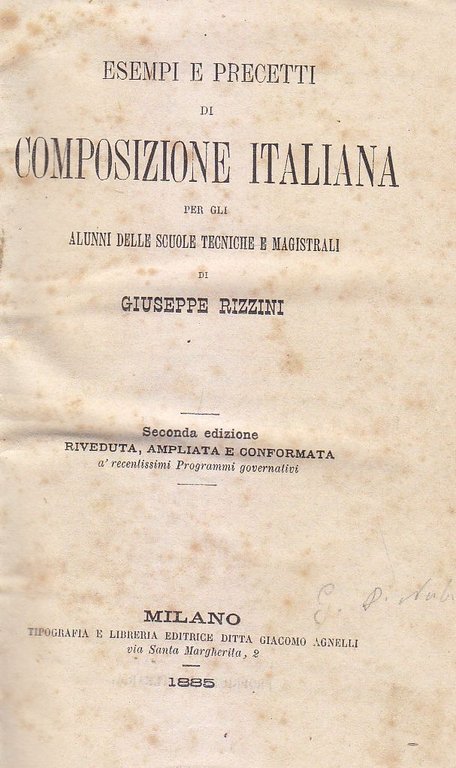 ESEMPI E PRECETTI
DI
COMPOSIZIONE ITALIANA
PER GLI
ALUNNI DELLE SCUOLE TECNICHE E MAGISTRALI
DI
GIUSEPPE RIZZINI
Seconda edizione
RIVEDUTA, AMPLIATA E CONFORMATA
a' recentissimi Programmi governativi
MILANO
TIPOGRAFIA E LIBRERIA EDITRICE DITTA GIACOMO AGNELLI
via Santa Margherita, 2
1885